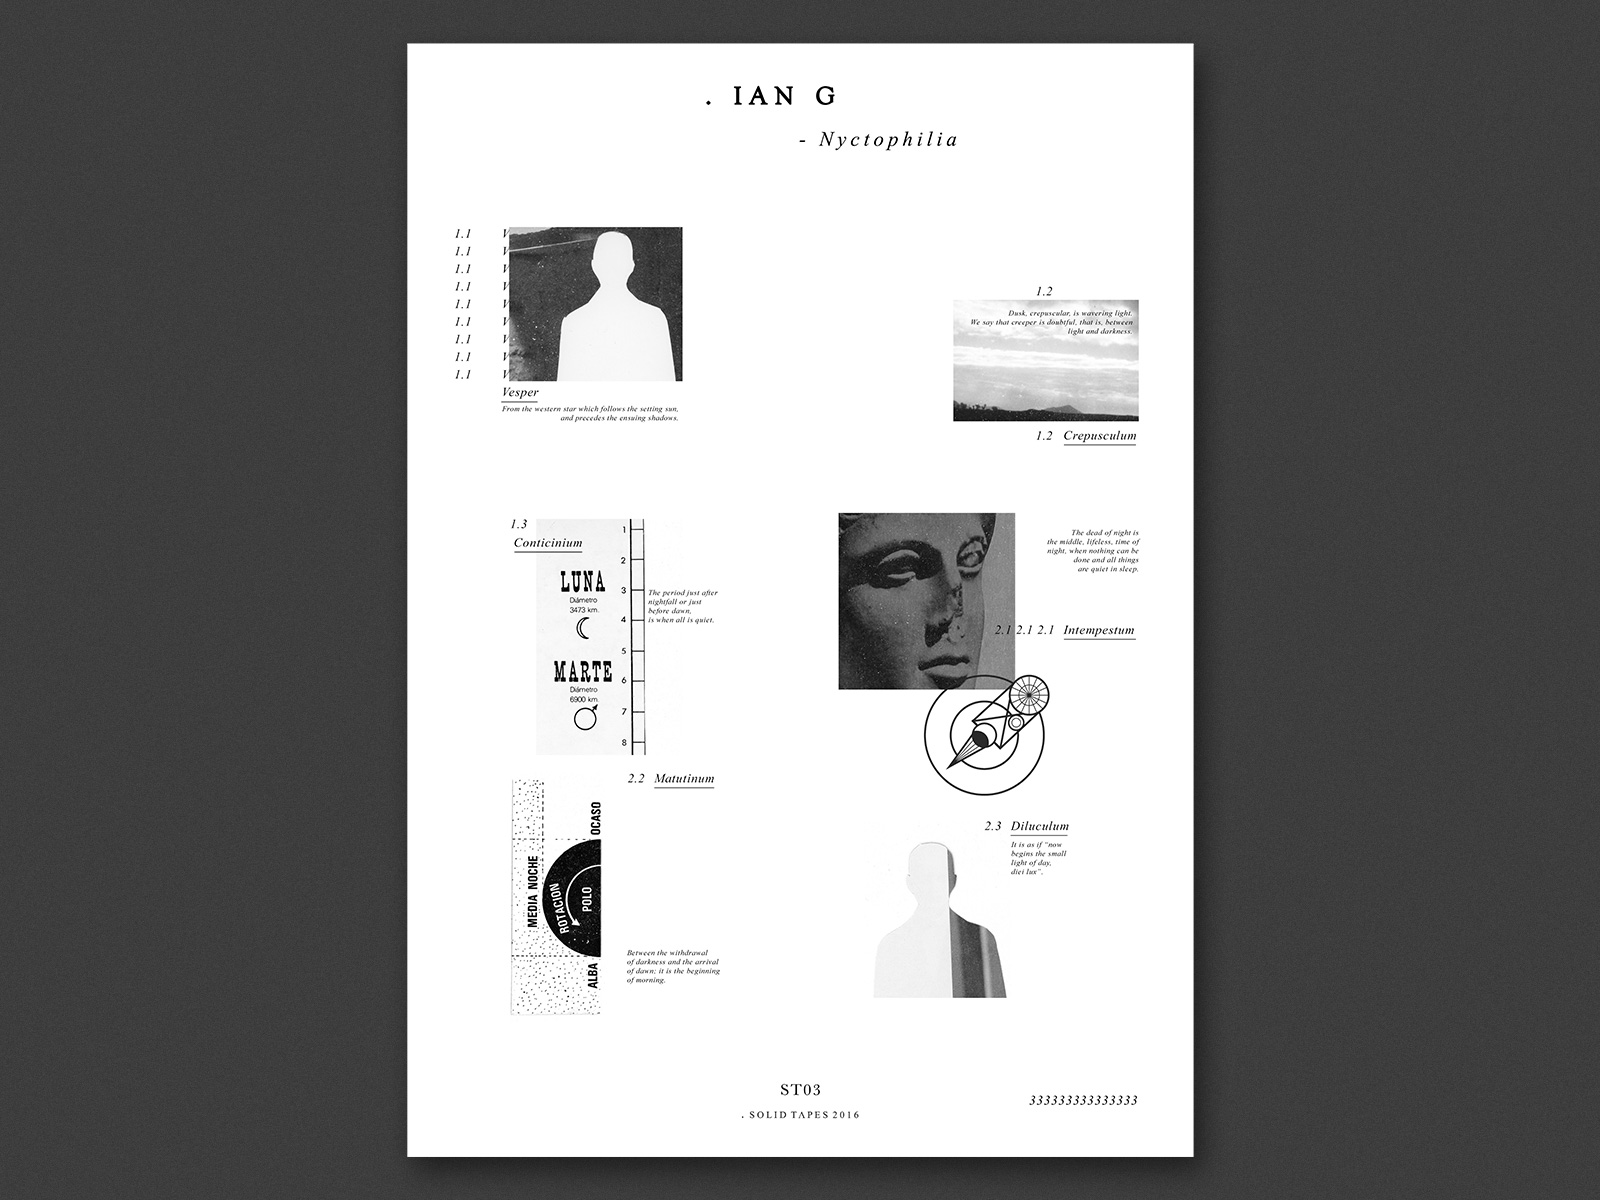 . IAN G
- Nyctophilia
1.1 V
1.1 V
1.1 V
1.1 V
1.1 V
1.1 V
1.1 V
1.1 V
1.1 V
Vesper
From the western star which follows the setting sun,
and precedes the ensuing shadows.
1.2
Dusk, crepuscular, is wavering light.
We say that creeper is doubtful, that is, between
light and darkness.
1.2 Crepusculum
1.3
Conticinium
LUNA
Diámetro
3473 km.
MARTE
Diámetro
6900 km.
1
2
3
4
5
6
7
8
The period just after
nightfall or just
before dawn,
is when all is quiet.
The dead of night is
the middle, lifeless, time of
night, when nothing can be
done and all things
are quiet in sleep.
2.1 2.1 2.1 Intempestum
2.2 Matutinum
OCASO
MEDIA NOCHE
ROTACION
POLO
ALBA
Between the withdrawal
of darkness and the arrival
of dawn; it is the beginning
of morning.
2.3 Diluculum
It is as if "now
begins the small
light of day,
diei lux".
ST03
. SOLID TAPES 2016
333333333333333